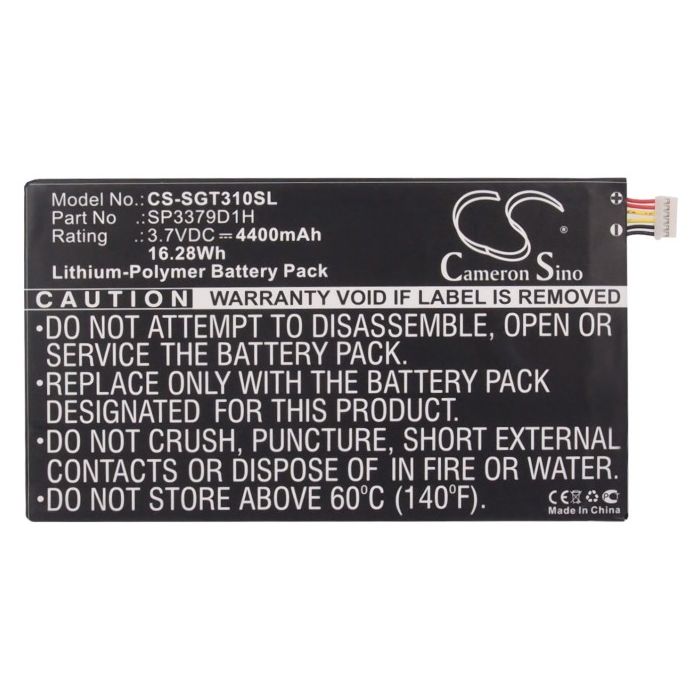 Model No.: CS-SGT310SL
Part No .: SP3379D1H
Rating .: 3.7VDC 4400mAh
16.28Wh
Lithium-Polymer Battery Pack
CS
Cameron Sino
CAUTION: WARRANTY VOID IF LABEL IS REMOVED
•DO NOT ATTEMPT TO DISASSEMBLE, OPEN OR
SERVICE THE BATTERY PACK.
•REPLACE ONLY WITH THE BATTERY PACK
DESIGNATED FOR THIS EQUIPMENT.
•DO NOT CRUSH, PUNCTURE, SHORT EXTERNAL
CONTACTS OR DISPOSE OF IN FIRE OR WATER.
•DO NOT STORE ABOVE 60°C (140°F).
CE
Made In China